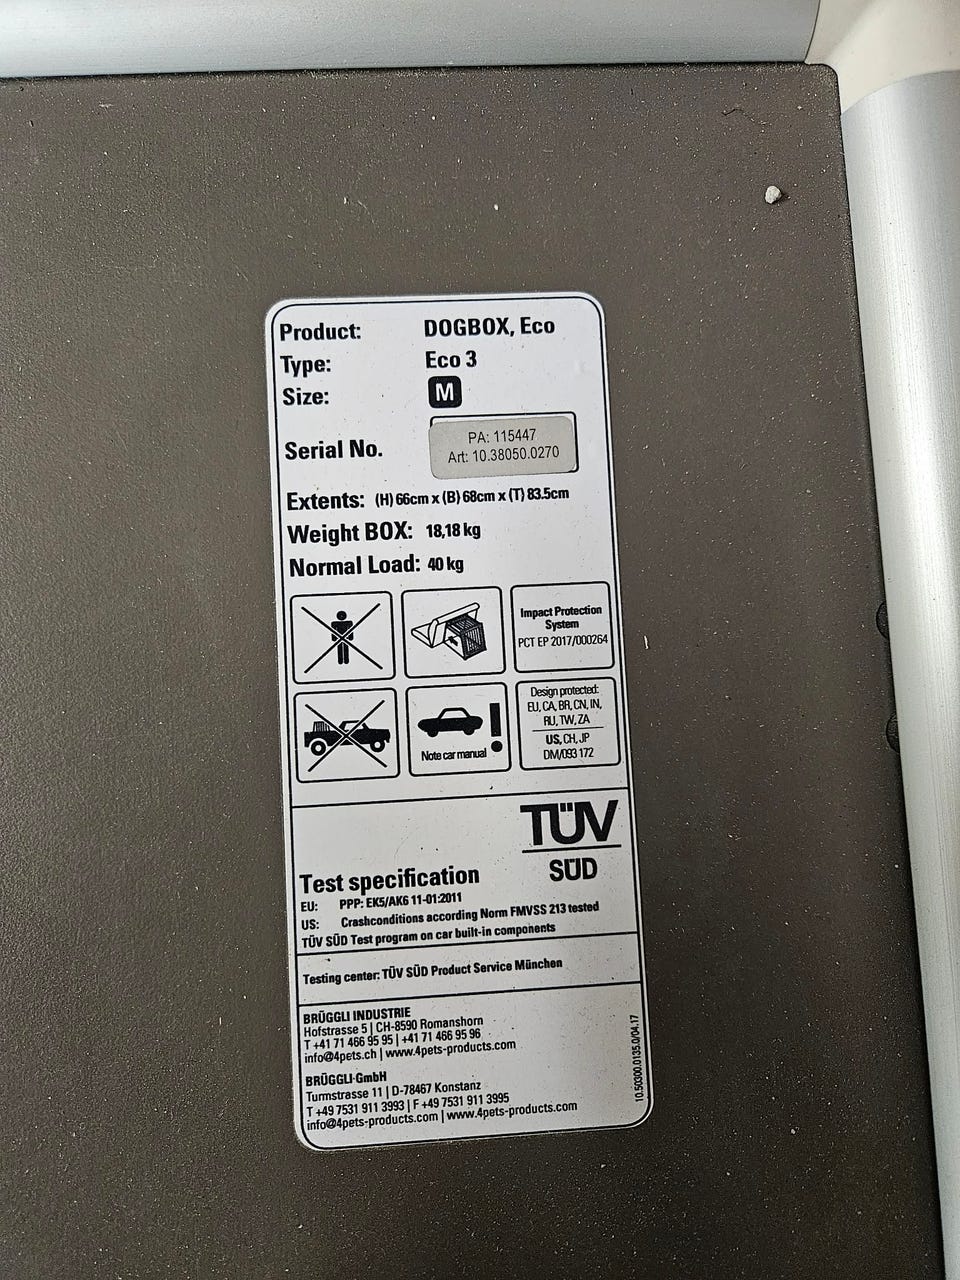 Product: DOGBOX, Eco
Type: Eco 3
Size: M
Serial No. PA: 115447
Art: 10.38050.0270
Extents: (H) 66cm x (B) 68cm x (T) 83.5cm
Weight BOX: 18,18 kg
Normal Load: 40 kg
Impact Protection
System
PCT EP 2017/000264
Note car manual
Design protected:
EU, CA, BR, CN, IN,
RU, TW, ZA
US, CH, JP
DM/093 172
TÜV
SÜD
Test specification
EU: PPP: EK5/AK6 11-01:2011
US: Crashconditions according Norm FMVSS 213 tested
TÜV SÜD Test program on car built-in components
Testing center: TÜV SÜD Product Service München
BRÜGGLI INDUSTRIE
Hofstrasse 5 | CH-8590 Romanshorn
T +41 71 466 95 95 | +41 71 466 95 96
info@4pets.ch | www.4pets-products.com
BRÜGGLI-GmbH
Turmstrasse 11 | D-78467 Konstanz
T +49 7531 911 3993 | F +49 7531 911 3995
info@4pets-products.com | www.4pets-products.com
10.50300.0135.0/04.17